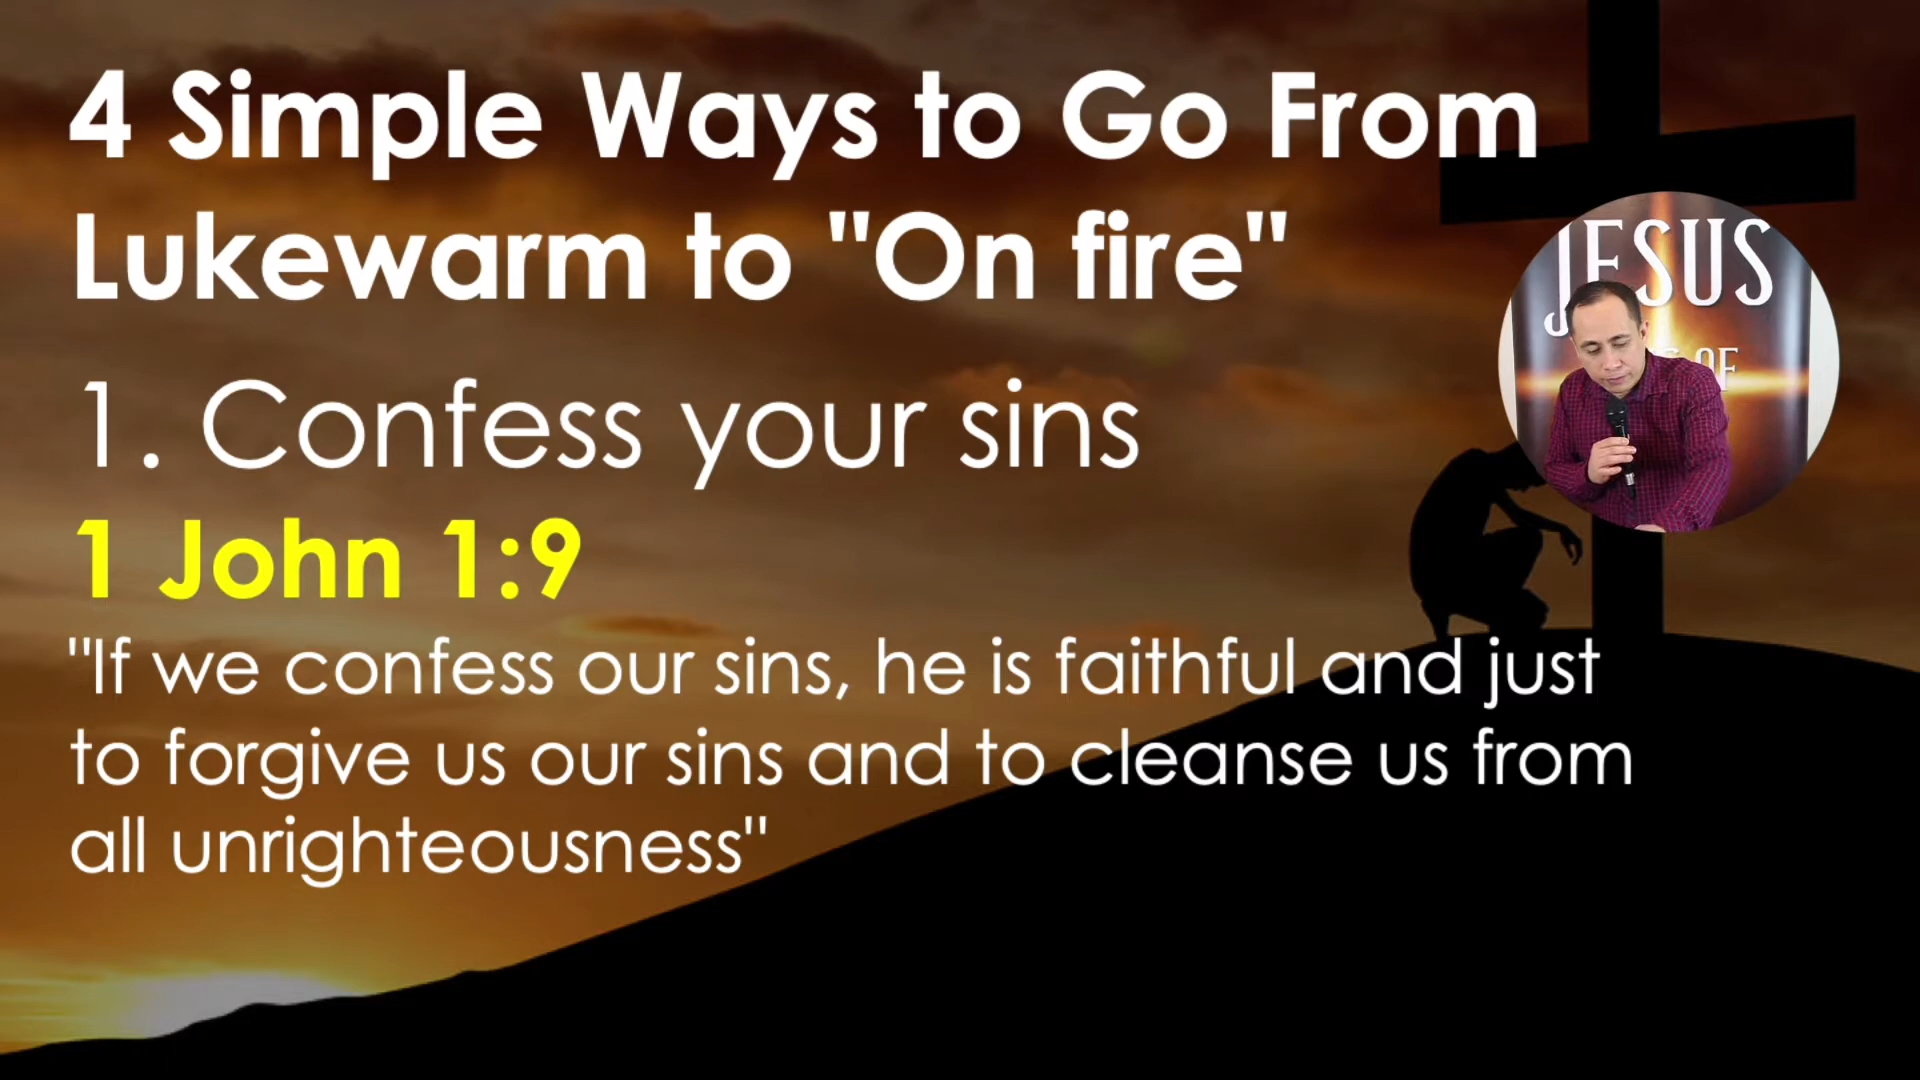 4 Simple Ways to Go From
Lukewarm to "On fire"
JESUS
OF
1. Confess your sins
1 John 1:9
"If we confess our sins, he is faithful and just
to forgive us our sins and to cleanse us from
all unrighteousness"